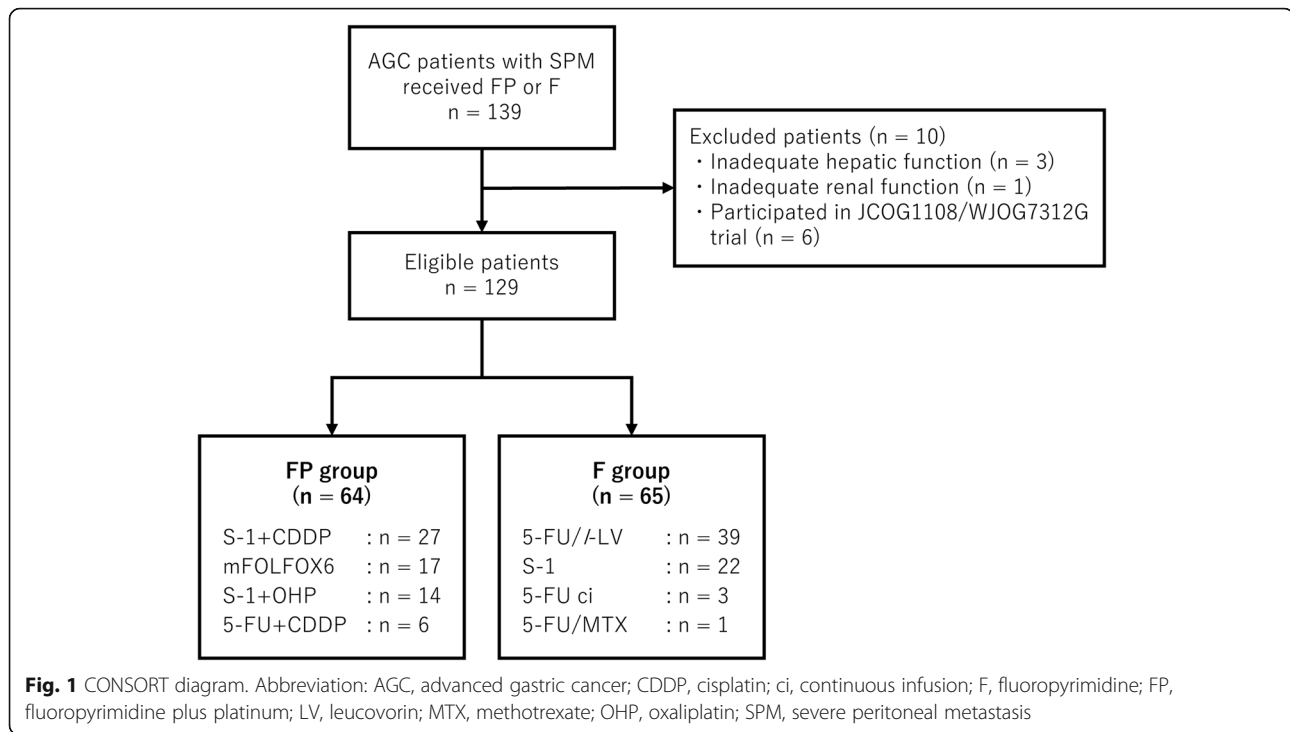 AGC patients with SPM
received FP or F
n = 139
Excluded patients (n = 10)
・Inadequate hepatic function (n = 3)
・Inadequate renal function (n = 1)
・Participated in JCOG1108/WJOG7312G
trial (n = 6)
Eligible patients
n = 129
FP group
(n = 64)
S-1+CDDP : n = 27
mFOLFOX6 : n = 17
S-1+OHP : n = 14
5-FU+CDDP : n = 6
F group
(n = 65)
5-FU/l-LV : n = 39
S-1 : n = 22
5-FU ci : n = 3
5-FU/MTX : n = 1
Fig. 1 CONSORT diagram. Abbreviation: AGC, advanced gastric cancer; CDDP, cisplatin; ci, continuous infusion; F, fluoropyrimidine; FP,
fluoropyrimidine plus platinum; LV, leucovorin; MTX, methotrexate; OHP, oxaliplatin; SPM, severe peritoneal metastasis